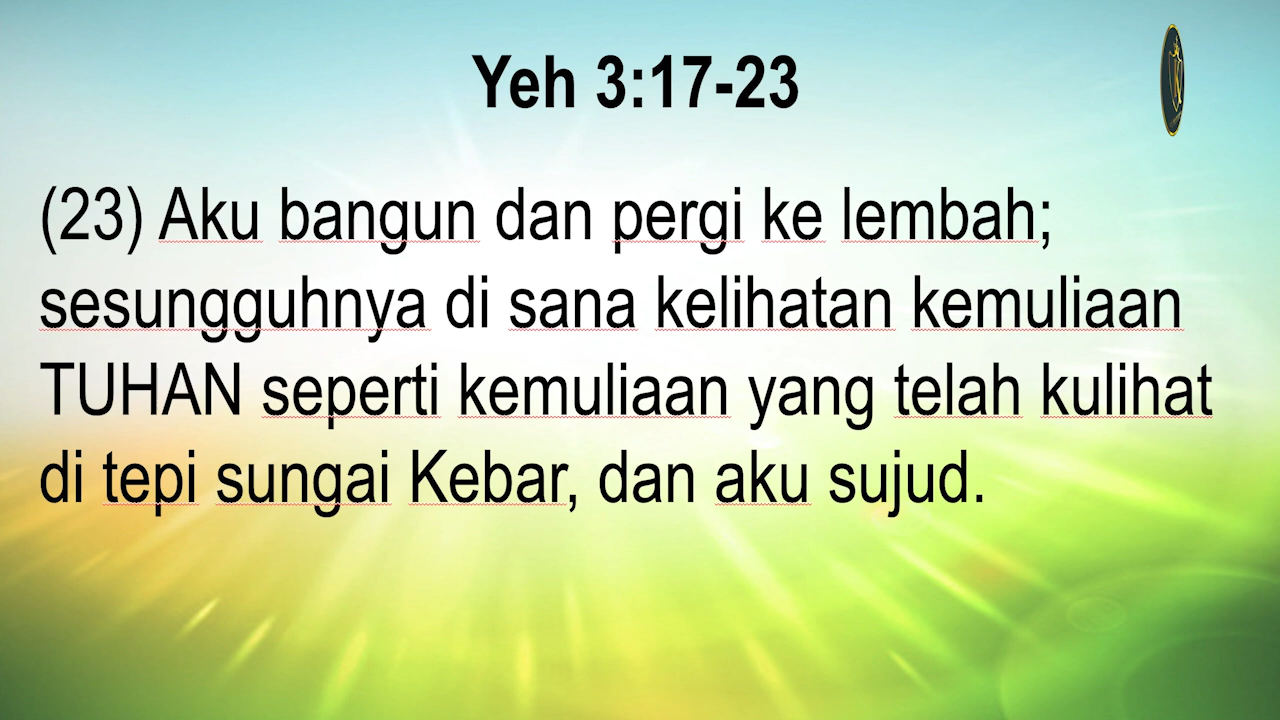 Yeh 3:17-23
(23) Aku bangun dan pergi ke lembah;
sesungguhnya di sana kelihatan kemuliaan
TUHAN seperti kemuliaan yang telah kulihat
di tepi sungai Kebar, dan aku sujud.